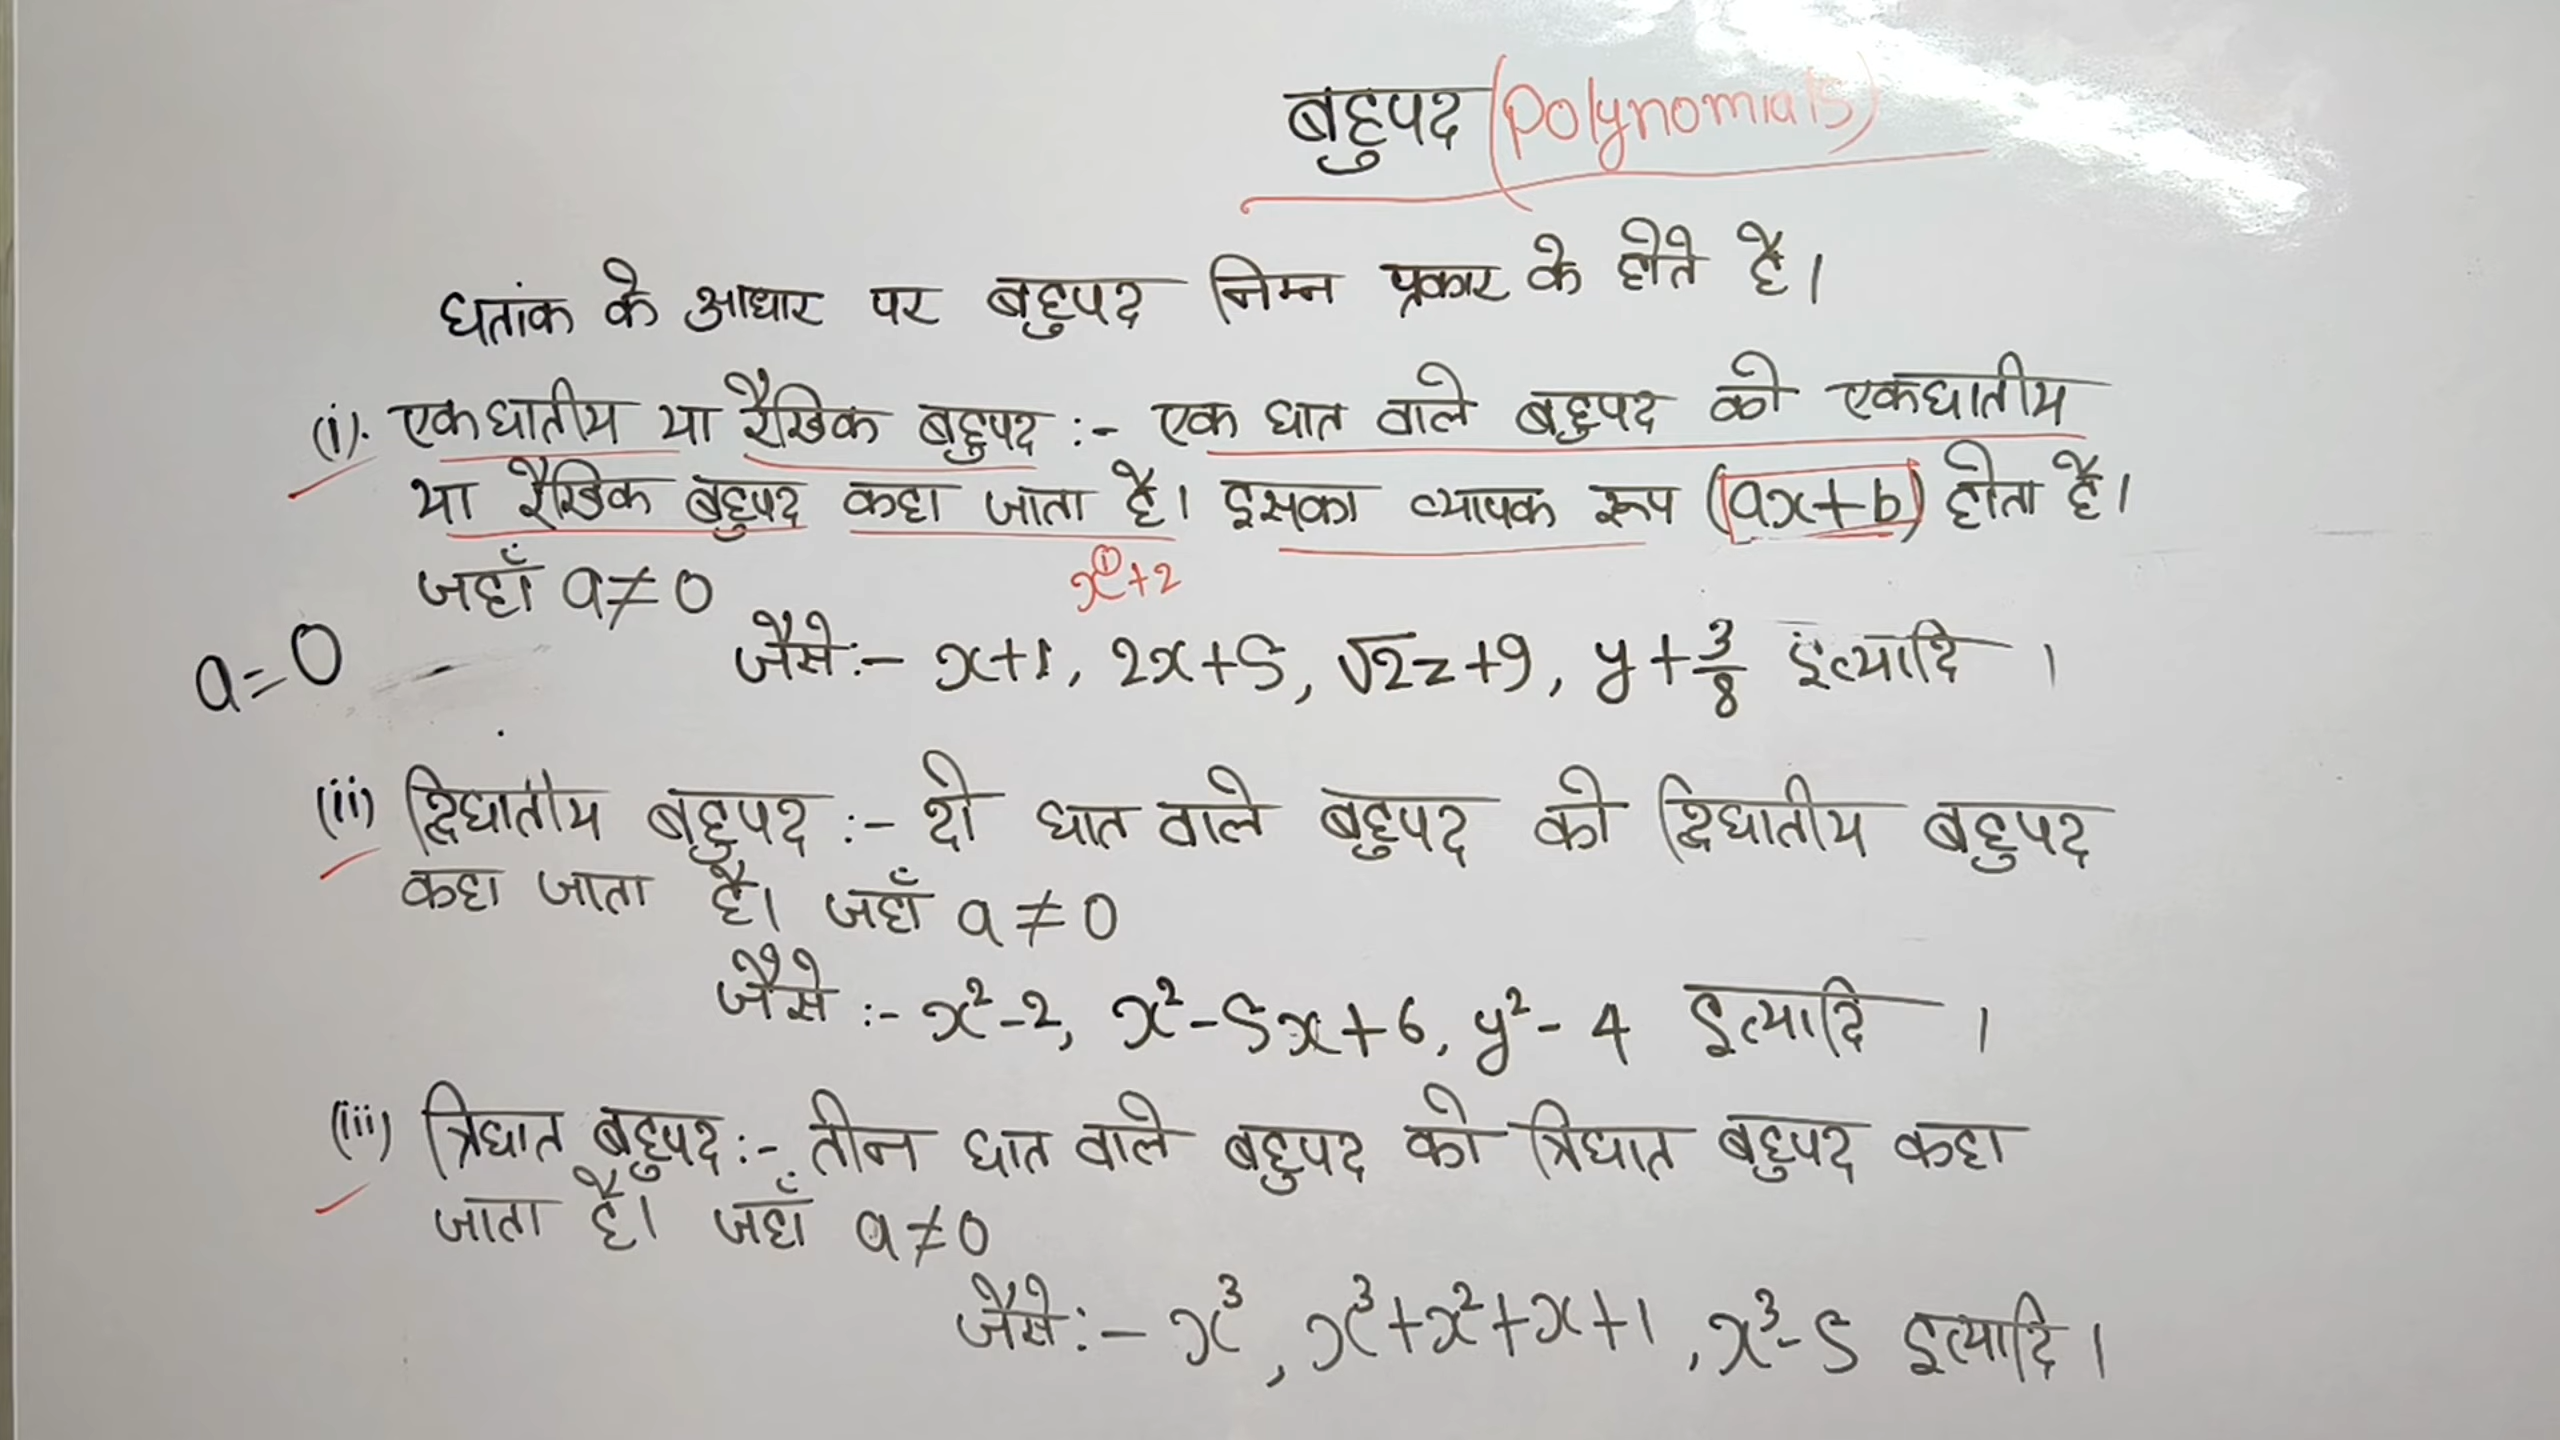 बहुपद (Polynomials)
घतांक के आधार पर बहुपद निम्न प्रकार के होते है।
(i). एकघातीय या रैखिक बहुपद :- एक घात वाले बहुपद को एकघातीय
या रैखिक बहुपद कहा जाता है। इसका व्यापक रूप (ax+b) होता है।
जहाँ a≠0
x¹+2
a=0
जैसे:- x+1, 2x+5, √2z+9, y+3/8 इत्यादि ।
(ii) द्विघातीय बहुपद :- दो घात वाले बहुपद को द्विघातीय बहुपद
कहा जाता है। जहाँ a ≠ 0
जैसे :- x²-2, x²-5x+6, y²-4 इत्यादि ।
(iii) त्रिघात बहुपद:- तीन घात वाले बहुपद को त्रिघात बहुपद कहा
जाता है। जहाँ a≠0
जैसे:- x³, x³+x²+x+1, x³-5 इत्यादि।